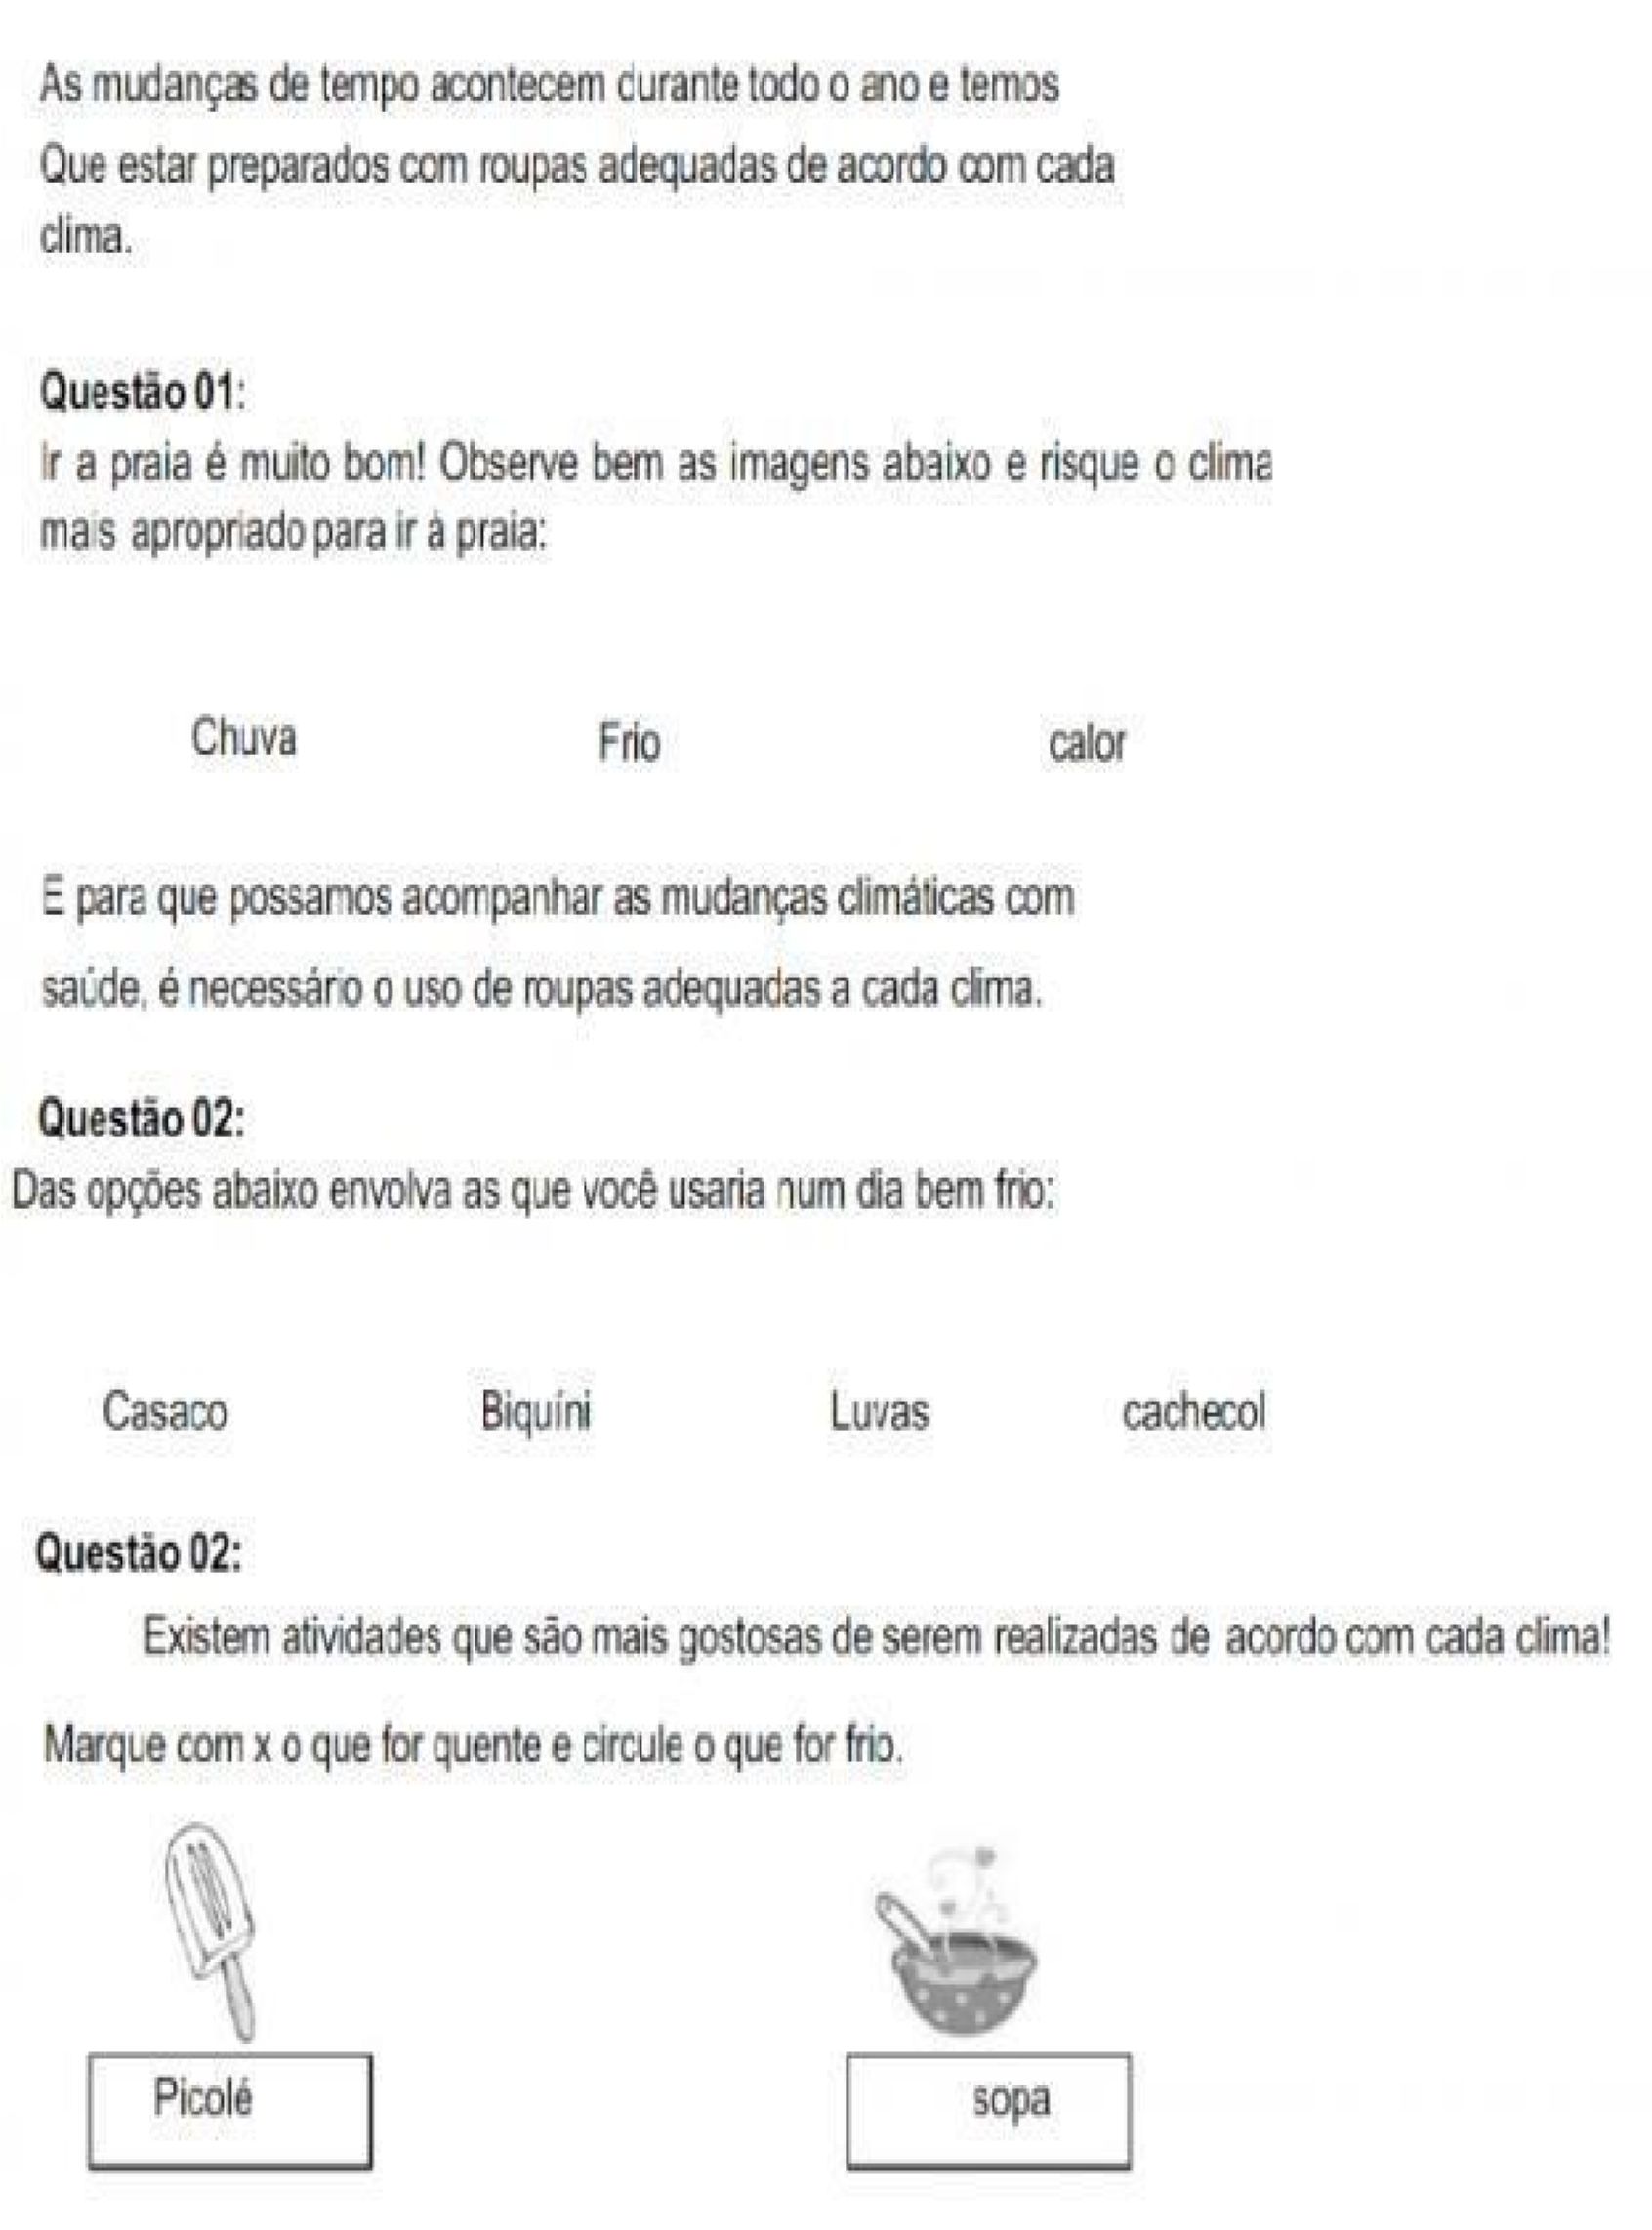 As mudanças de tempo acontecem durante todo o ano e temos
Que estar preparados com roupas adequadas de acordo com cada
clima.
Questão 01:
Ir a praia é muito bom! Observe bem as imagens abaixo e risque o clima
mais apropriado para ir à praia:
Chuva Frio calor
E para que possamos acompanhar as mudanças climáticas com
saúde, é necessário o uso de roupas adequadas a cada clima.
Questão 02:
Das opções abaixo envolva as que você usaria num dia bem frio:
Casaco Biquíni Luvas cachecol
Questão 02:
Existem atividades que são mais gostosas de serem realizadas de acordo com cada clima!
Marque com x o que for quente e circule o que for frio.
Picolé sopa